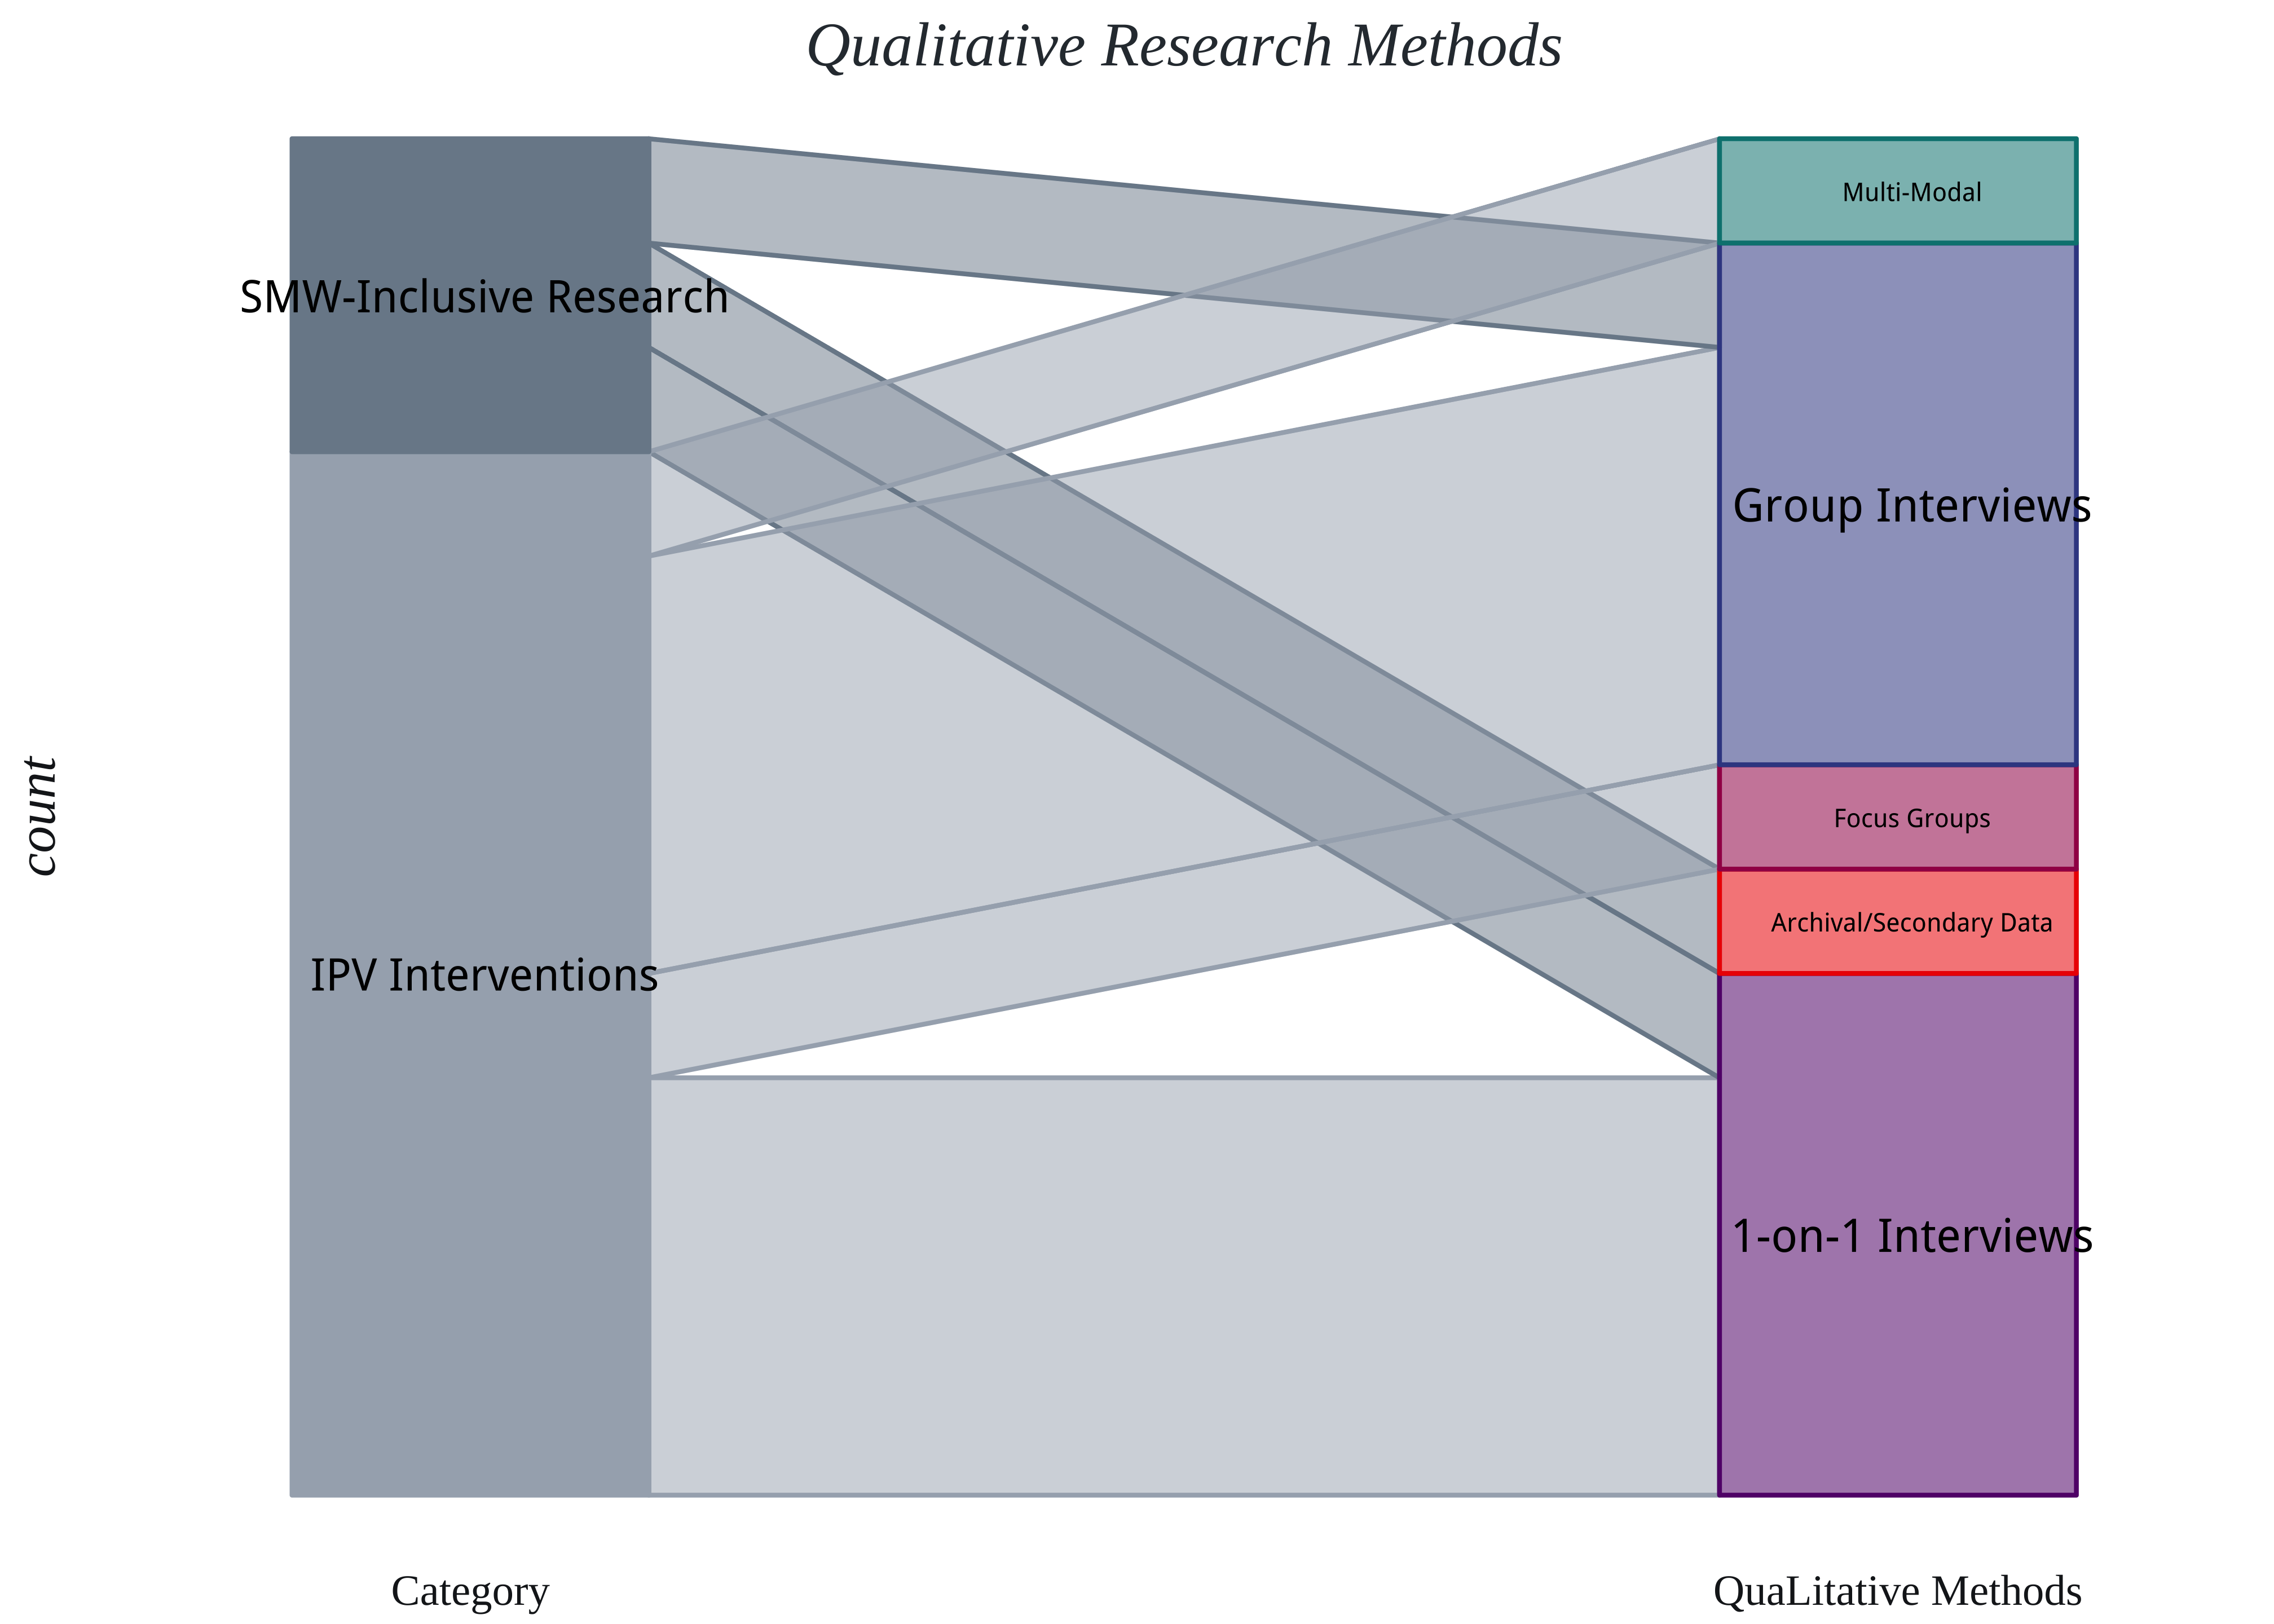 Qualitative Research Methods
Multi-Modal
SMW-Inclusive Research
Group Interviews
count
Focus Groups
Archival/Secondary Data
IPV Interventions
1-on-1 Interviews
Category
QuaLitative Methods